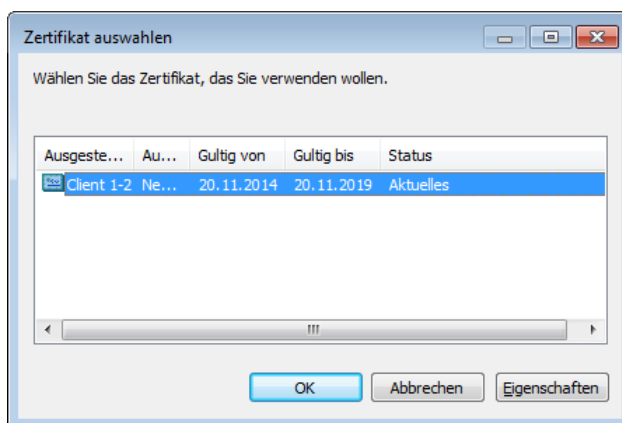 Zertifikat auswahlen
Wählen Sie das Zertifikat, das Sie verwenden wollen.
Ausgeste... Au... Gultig von Gultig bis Status
Client 1-2 Ne... 20.11.2014 20.11.2019 Aktuelles
OK Abbrechen Eigenschaften